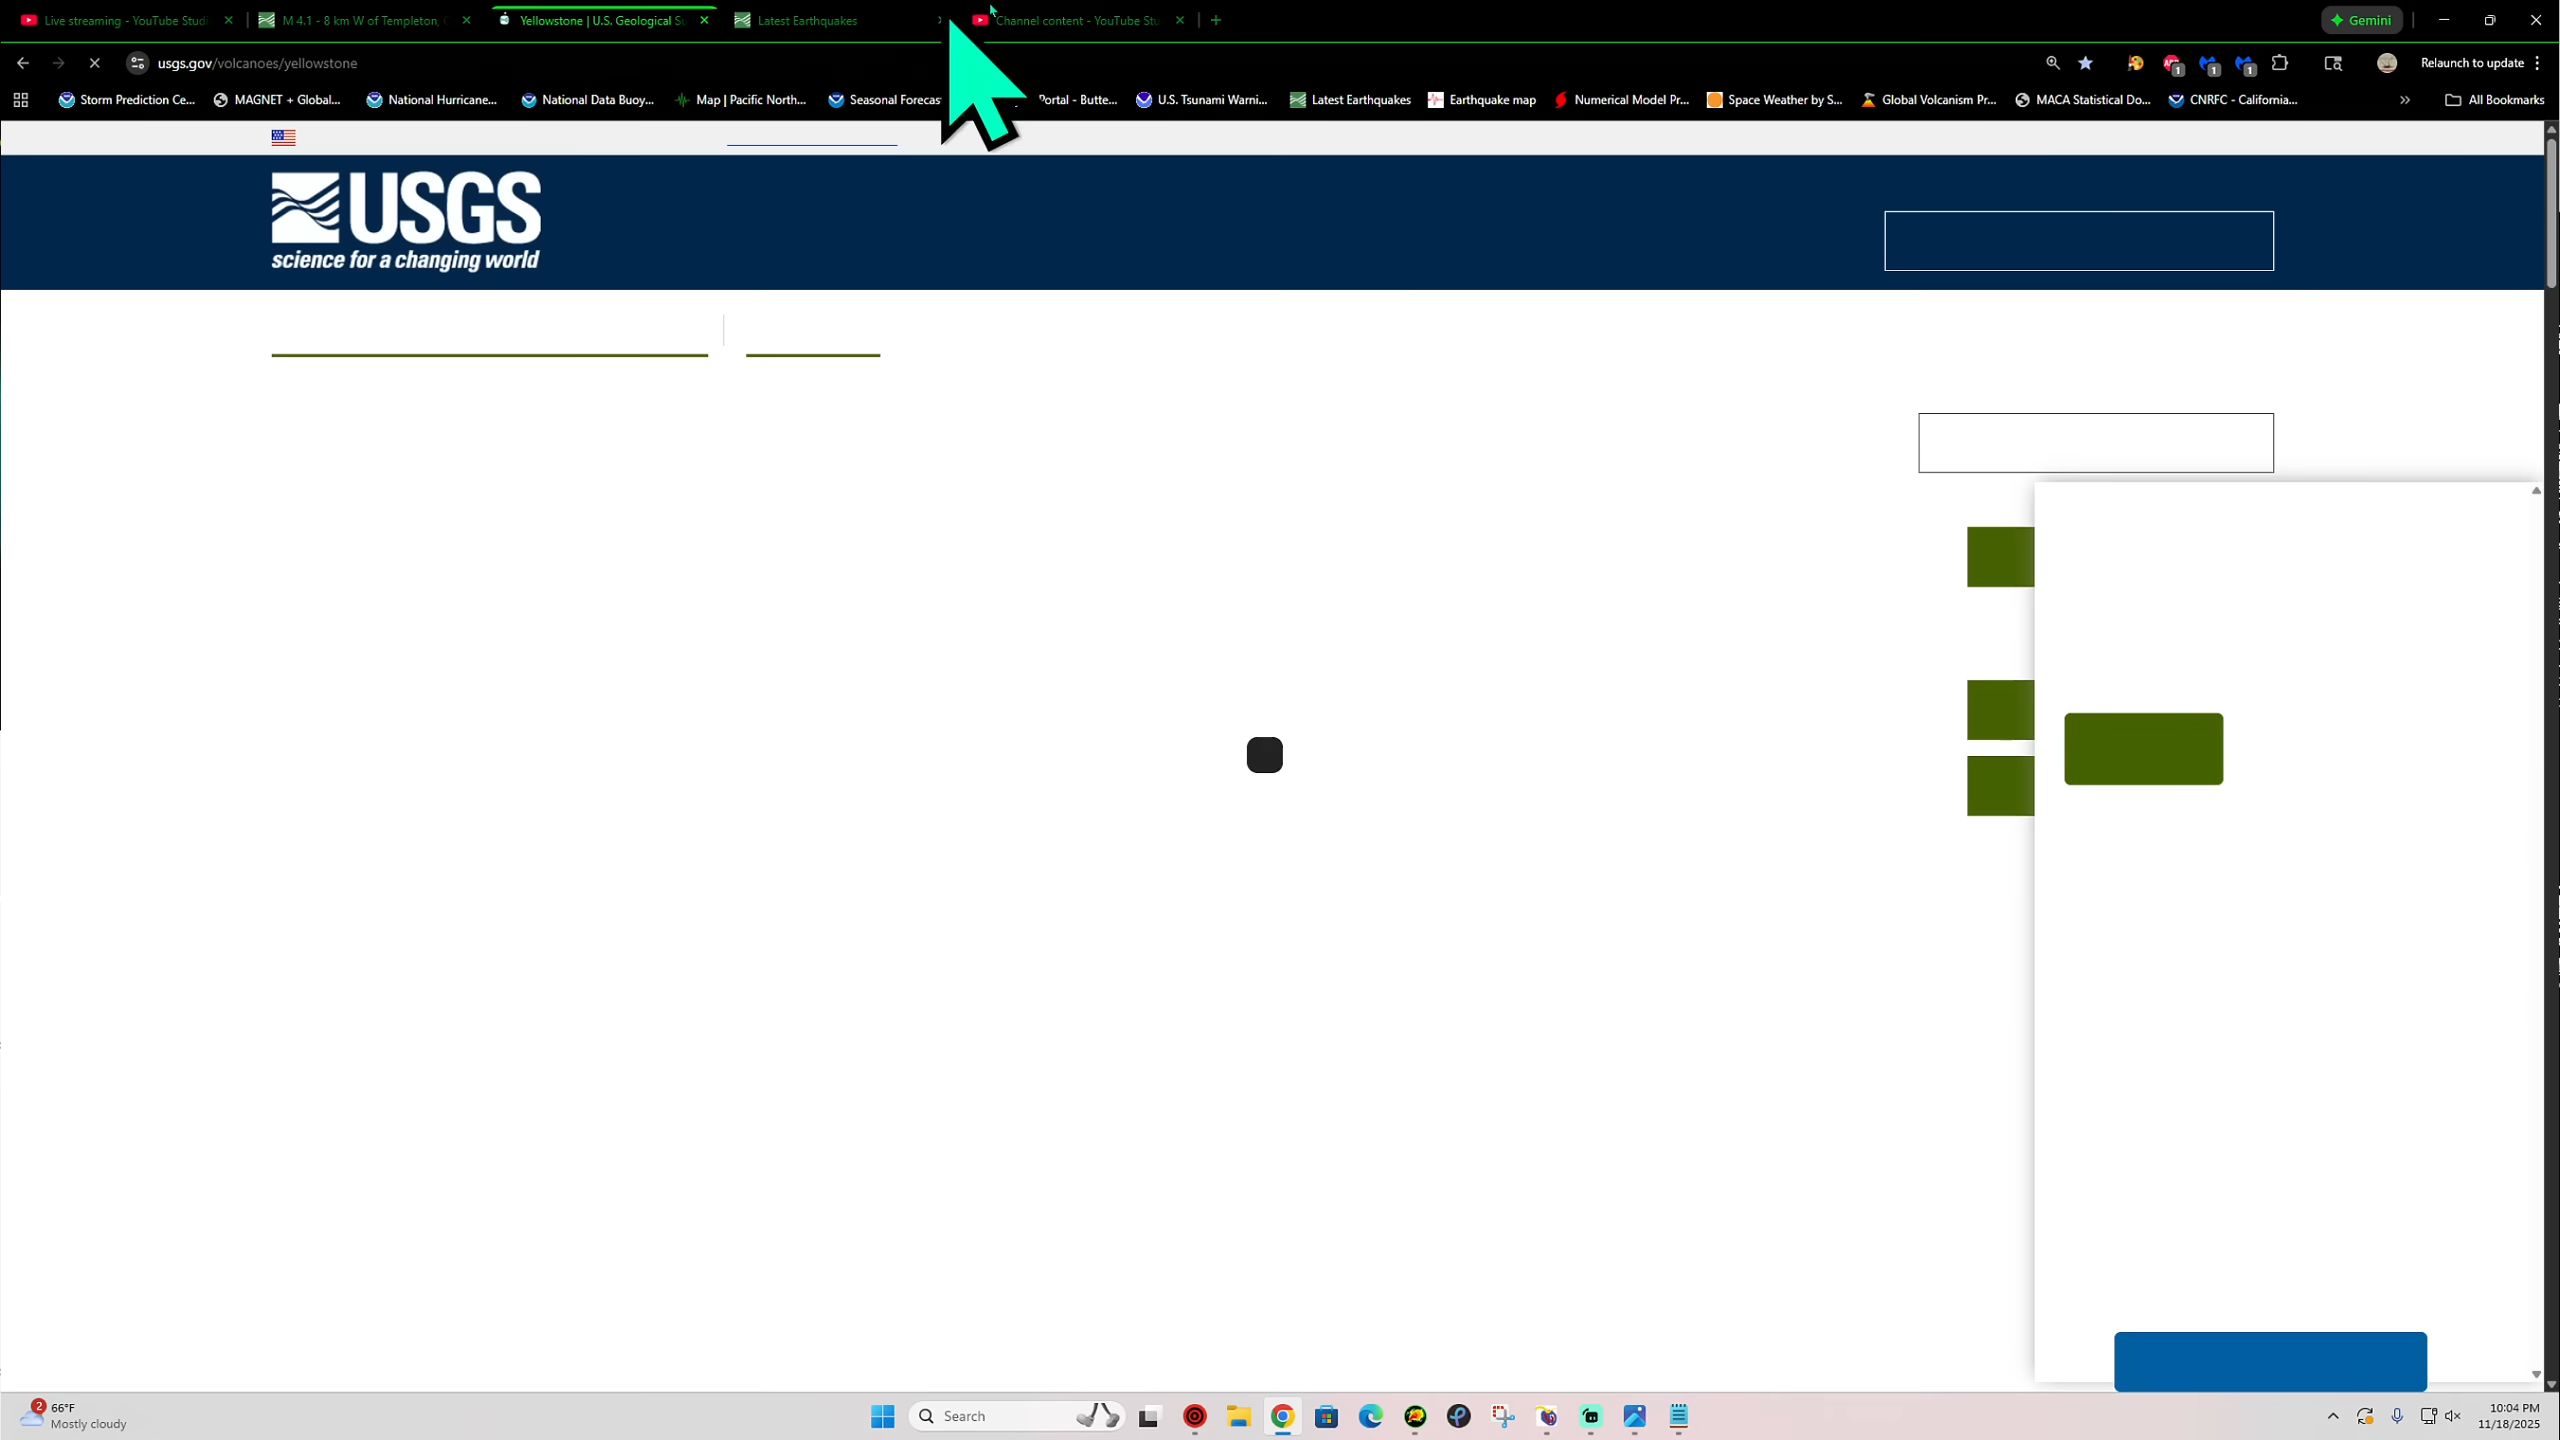 Live streaming - YouTube Studi
M 4.1 - 8 km W of Templeton,
Yellowstone | U.S. Geological Su
Latest Earthquakes
Channel content - YouTube Stu
Gemini
usgs.gov/volcanoes/yellowstone
Relaunch to update
Storm Prediction Ce...
MAGNET + Global...
National Hurricane...
National Data Buoy...
Map | Pacific North...
Seasonal Forecas
Portal - Butte...
U.S. Tsunami Warni...
Latest Earthquakes
Earthquake map
Numerical Model Pr...
Space Weather by S...
Global Volcanism Pr...
MACA Statistical Do...
CNRFC - California...
All Bookmarks
USGS
science for a changing world
2
66°F
Mostly cloudy
Search
10:04 PM
11/18/2025